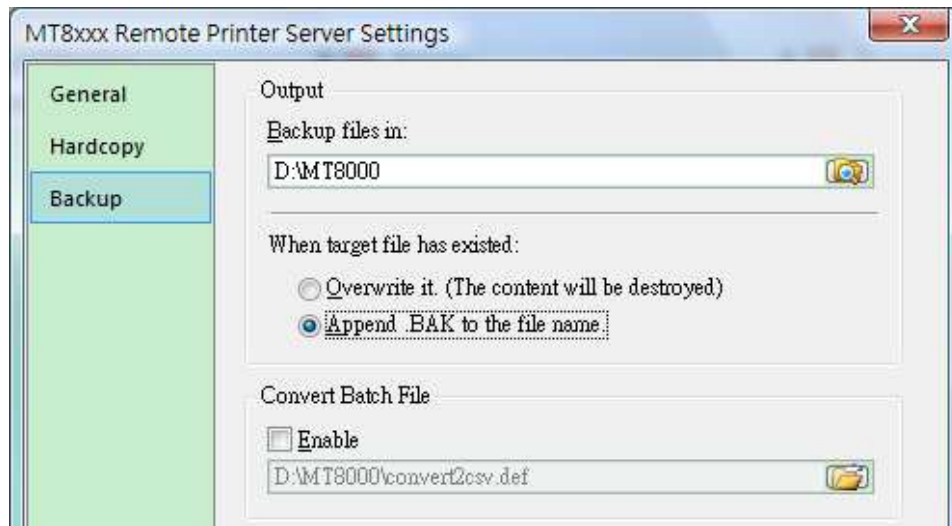 MT8xxx Remote Printer Server Settings
General
Hardcopy
Backup
Output
Backup files in:
D:\MT8000
When target file has existed:
Overwrite it. (The content will be destroyed)
Append .BAK to the file name.
Convert Batch File
Enable
D:\MT8000\convert2csv.def